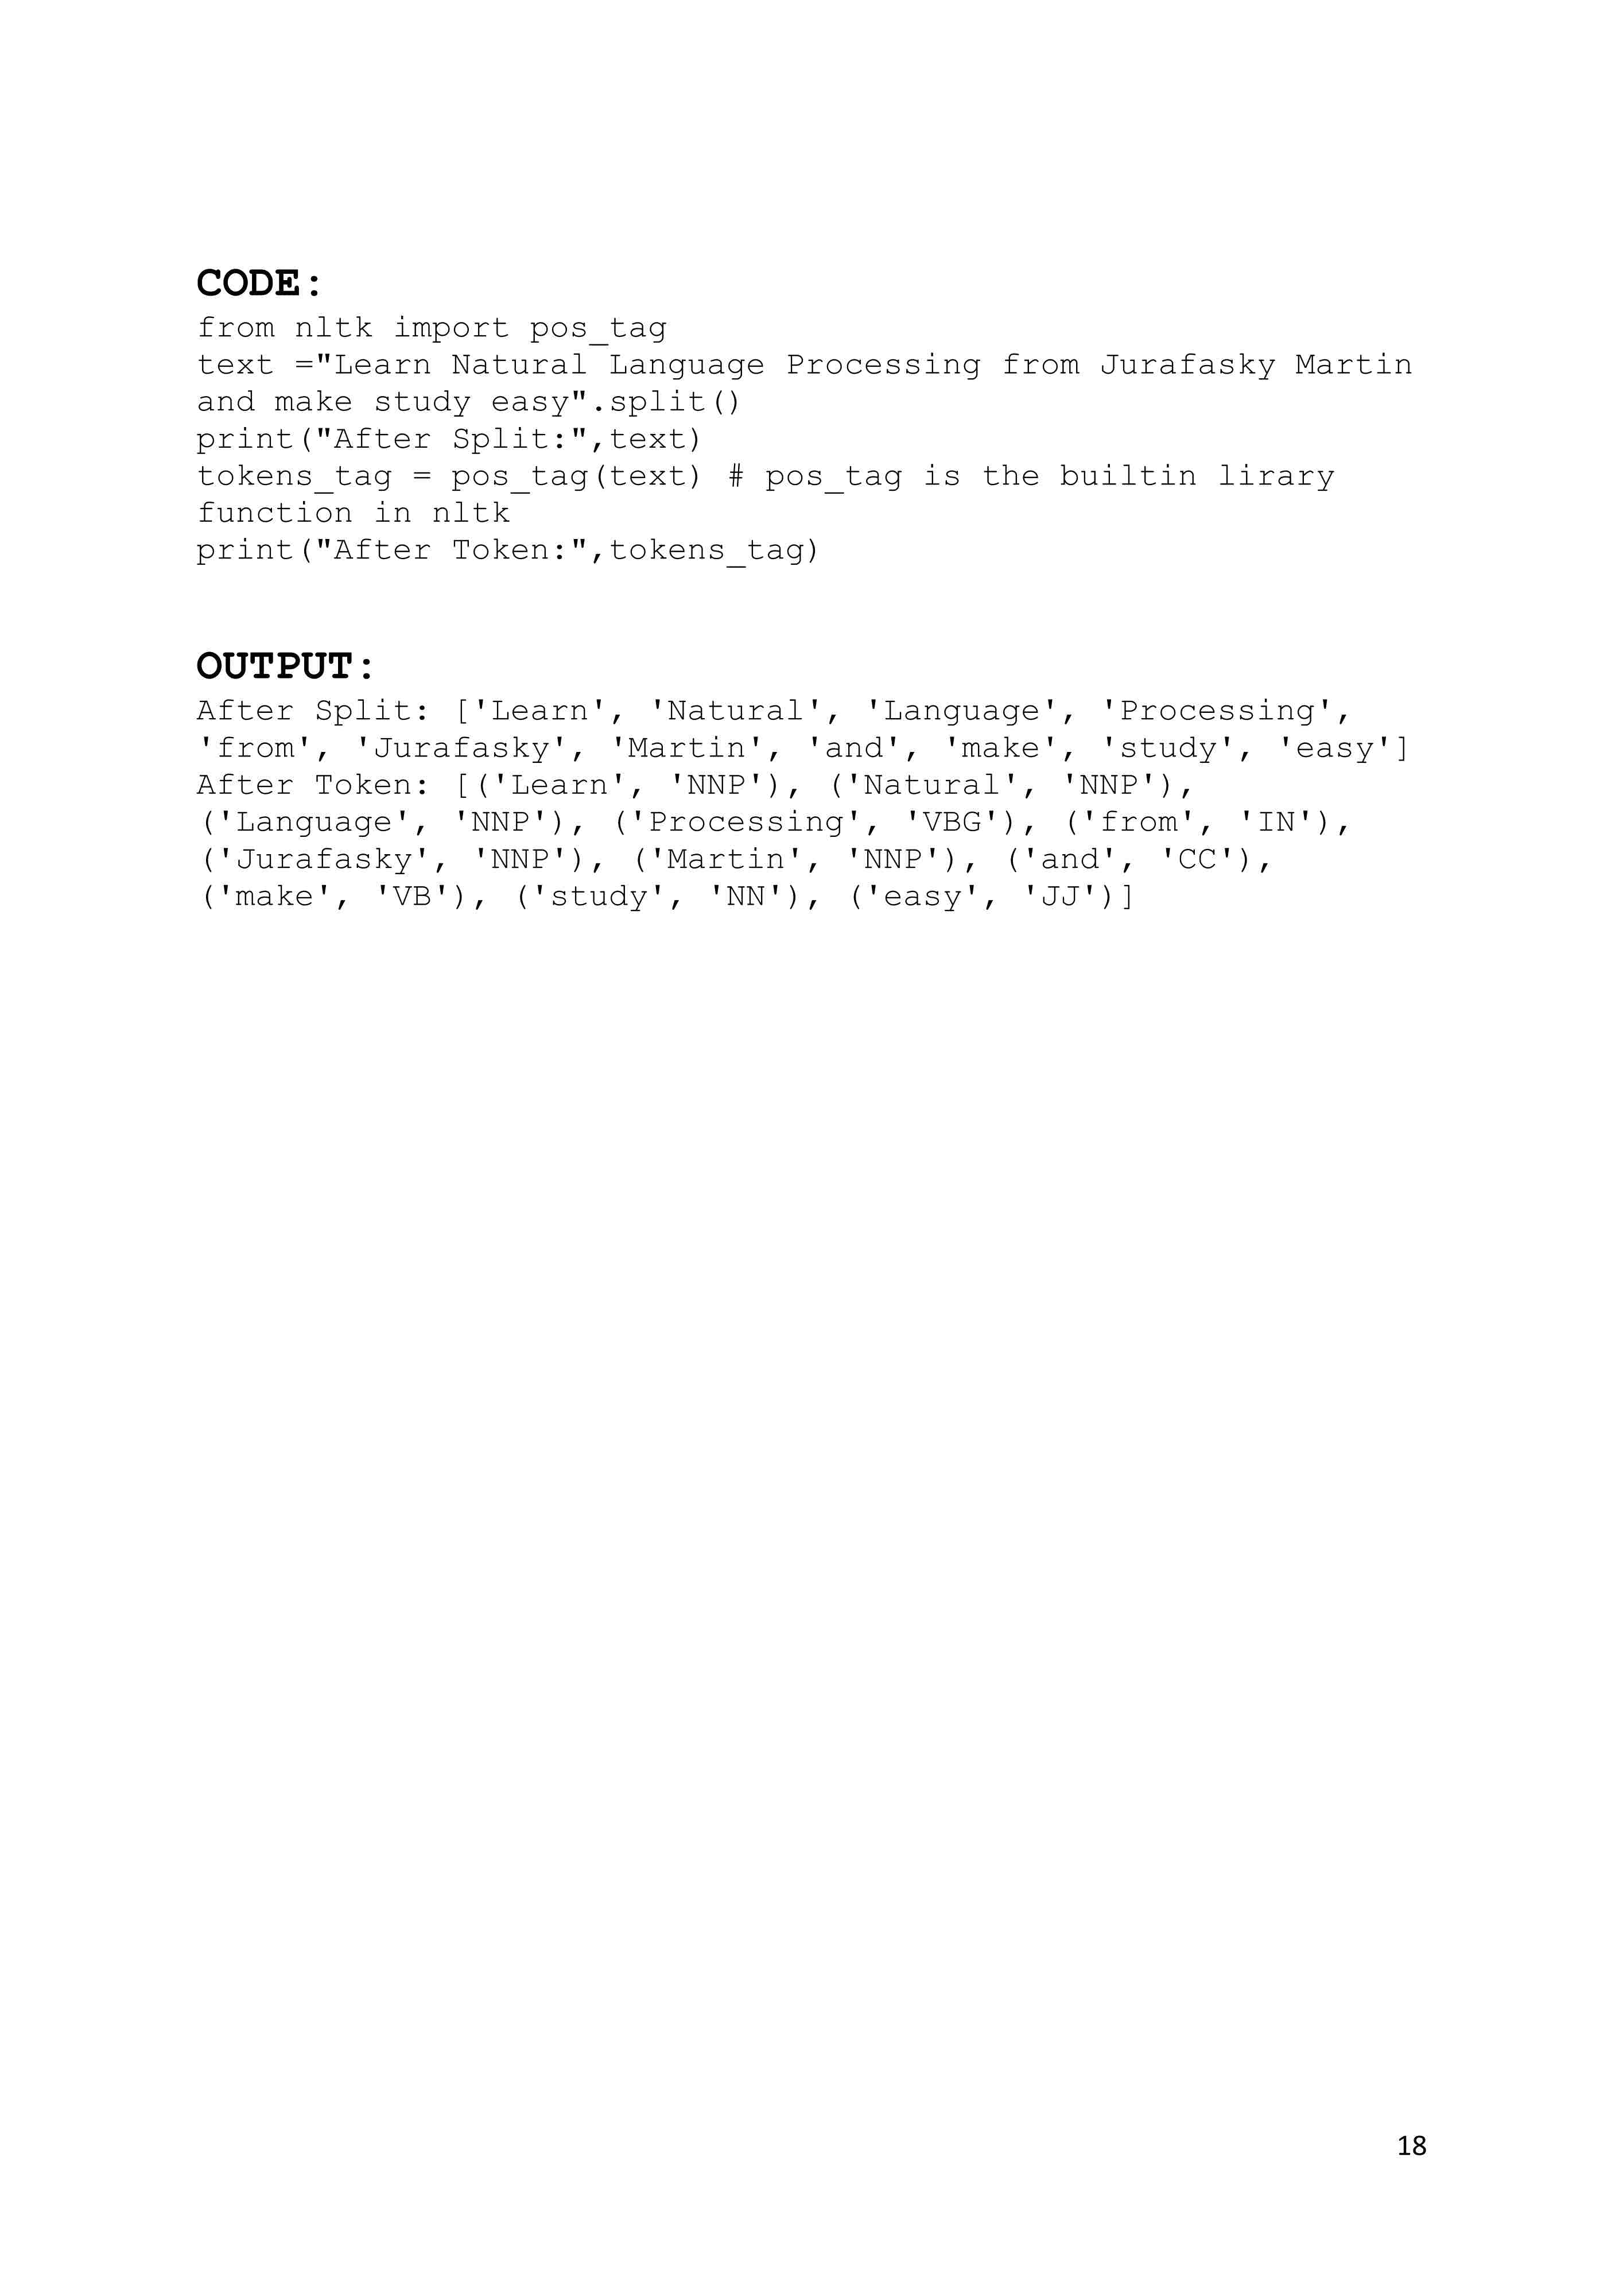 CODE:
from nltk import pos_tag
text ="Learn Natural Language Processing from Jurafasky Martin
and make study easy".split()
print("After Split:",text)
tokens_tag = pos_tag(text) # pos_tag is the builtin lirary
function in nltk
print("After Token:",tokens_tag)
OUTPUT:
After Split: ['Learn', 'Natural', 'Language', 'Processing',
'from', 'Jurafasky', 'Martin', 'and', 'make', 'study', 'easy']
After Token: [('Learn', 'NNP'), ('Natural', 'NNP'),
('Language', 'NNP'), ('Processing', 'VBG'), ('from', 'IN'),
('Jurafasky', 'NNP'), ('Martin', 'NNP'), ('and', 'CC'),
('make', 'VB'), ('study', 'NN'), ('easy', 'JJ')]
18